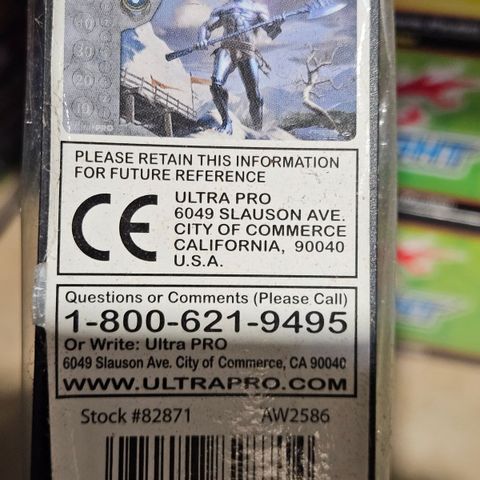 PRO
PLEASE RETAIN THIS INFORMATION
FOR FUTURE REFERENCE
CE
ULTRA PRO
6049 SLAUSON AVE.
CITY OF COMMERCE
CALIFORNIA, 90040
U.S.A.
Questions or Comments (Please Call)
1-800-621-9495
Or Write: Ultra PRO
6049 Slauson Ave. City of Commerce, CA 90040
WWW.ULTRAPRO.COM
Stock #82871 AW2586